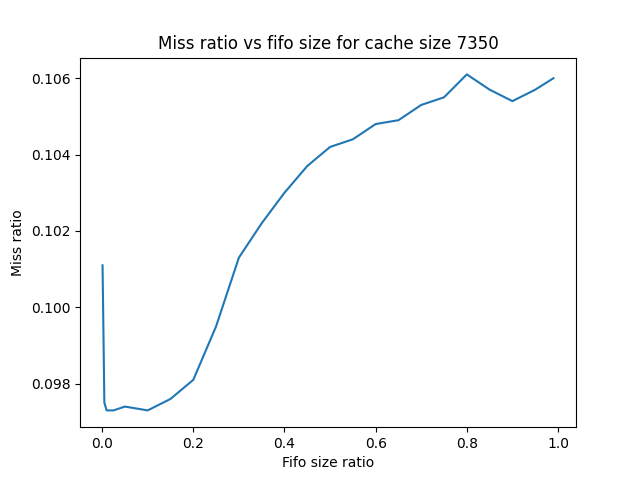 Miss ratio vs fifo size for cache size 7350
0.106
0.104
0.102
0.100
0.098
Miss ratio
0.0 0.2 0.4 0.6 0.8 1.0
Fifo size ratio